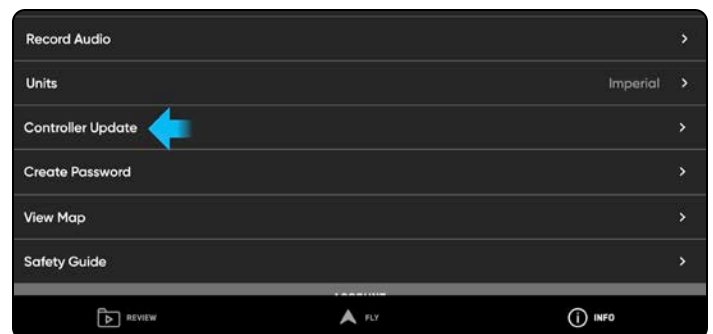 Record Audio
Units Imperial
Controller Update
Create Password
View Map
Safety Guide
REVIEW FLY INFO